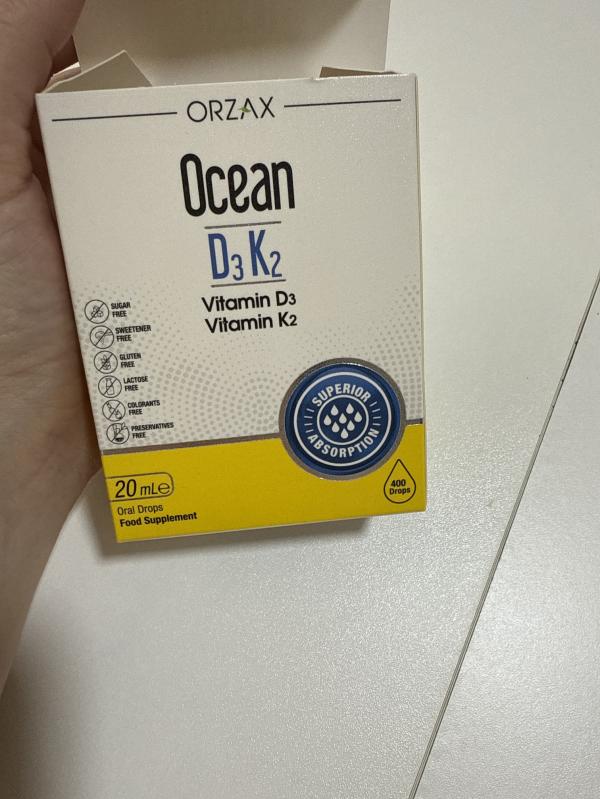 ORZAX
Ocean
D3 K2
Vitamin D3
Vitamin K2
SUGAR
FREE
SWEETENER
FREE
GLUTEN
FREE
LACTOSE
FREE
COLORANTS
FREE
PRESERVATIVES
FREE
SUPERIOR
ABSORPTION
20 mL e
Oral Drops
Food Supplement
400
Drops